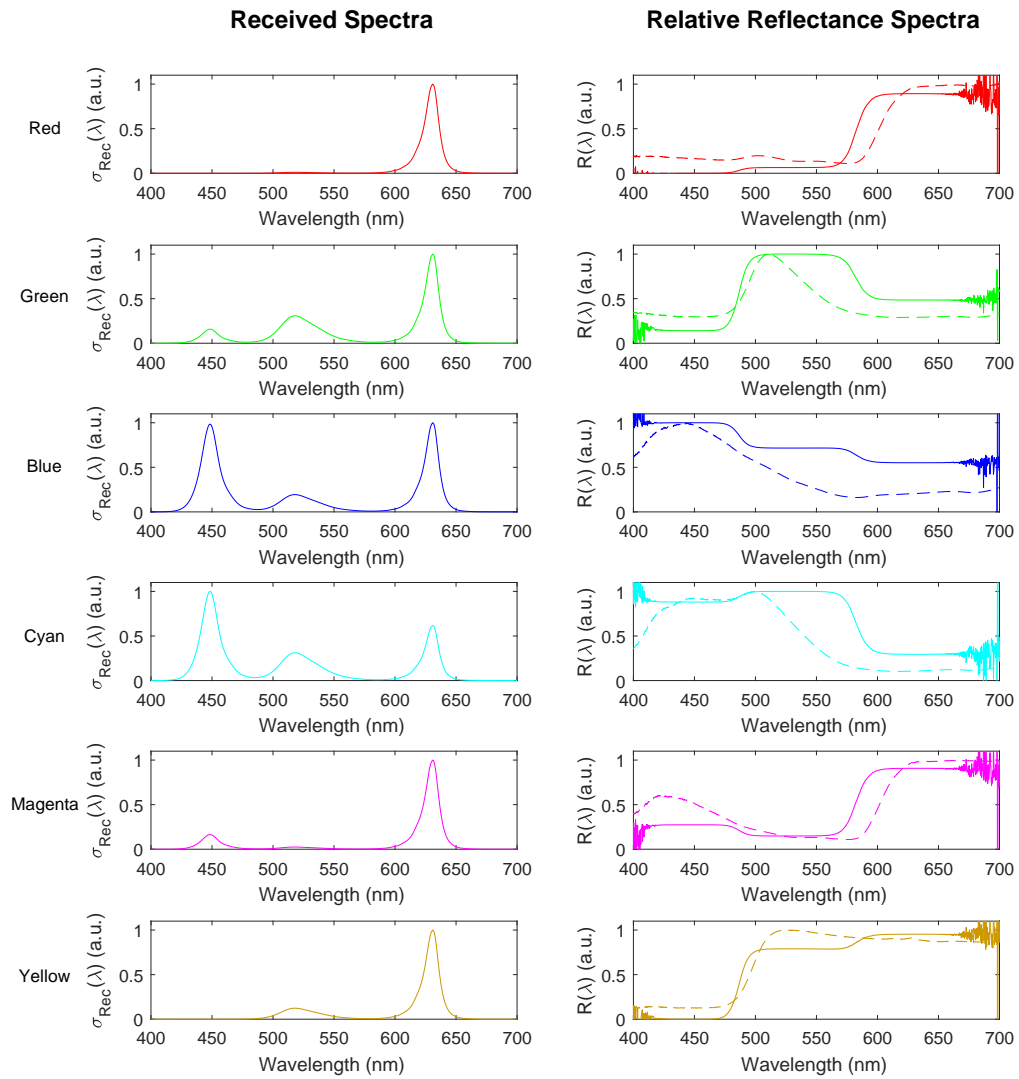 Received Spectra Relative Reflectance Spectra
Red
σRec(λ) (a.u.)
1
0.5
0
400 450 500 550 600 650 700
Wavelength (nm)
R(λ) (a.u.)
1
0.5
0
400 450 500 550 600 650 700
Wavelength (nm)
Green
σRec(λ) (a.u.)
1
0.5
0
400 450 500 550 600 650 700
Wavelength (nm)
R(λ) (a.u.)
1
0.5
0
400 450 500 550 600 650 700
Wavelength (nm)
Blue
σRec(λ) (a.u.)
1
0.5
0
400 450 500 550 600 650 700
Wavelength (nm)
R(λ) (a.u.)
1
0.5
0
400 450 500 550 600 650 700
Wavelength (nm)
Cyan
σRec(λ) (a.u.)
1
0.5
0
400 450 500 550 600 650 700
Wavelength (nm)
R(λ) (a.u.)
1
0.5
0
400 450 500 550 600 650 700
Wavelength (nm)
Magenta
σRec(λ) (a.u.)
1
0.5
0
400 450 500 550 600 650 700
Wavelength (nm)
R(λ) (a.u.)
1
0.5
0
400 450 500 550 600 650 700
Wavelength (nm)
Yellow
σRec(λ) (a.u.)
1
0.5
0
400 450 500 550 600 650 700
Wavelength (nm)
R(λ) (a.u.)
1
0.5
0
400 450 500 550 600 650 700
Wavelength (nm)